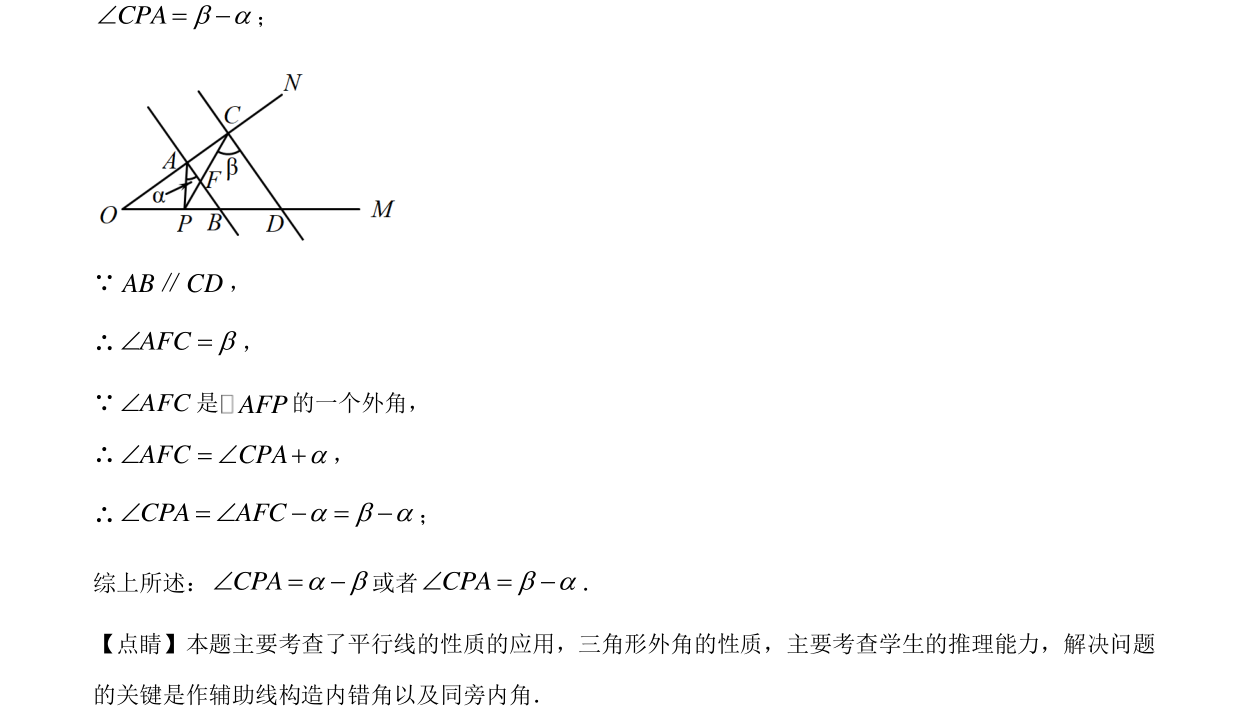 ∠CPA = β − α；
N
C
A
β
F
α
O
P B D
M
∵ AB ∥ CD，
∴ ∠AFC = β，
∵ ∠AFC 是□AFP 的一个外角，
∴ ∠AFC = ∠CPA + α，
∴ ∠CPA = ∠AFC − α = β − α；
综上所述：∠CPA = α − β 或者 ∠CPA = β − α．
【点睛】本题主要考查了平行线的性质的应用，三角形外角的性质，主要考查学生的推理能力，解决问题
的关键是作辅助线构造内错角以及同旁内角．